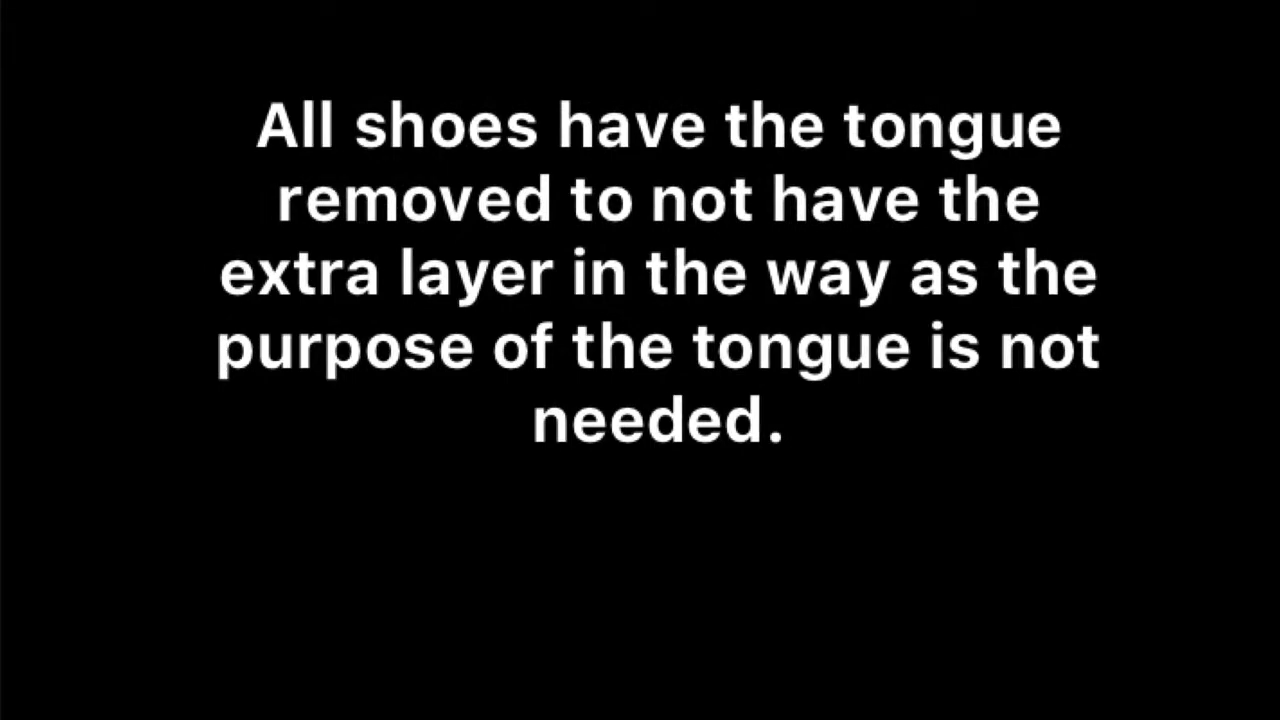 All shoes have the tongue
removed to not have the
extra layer in the way as the
purpose of the tongue is not
needed.